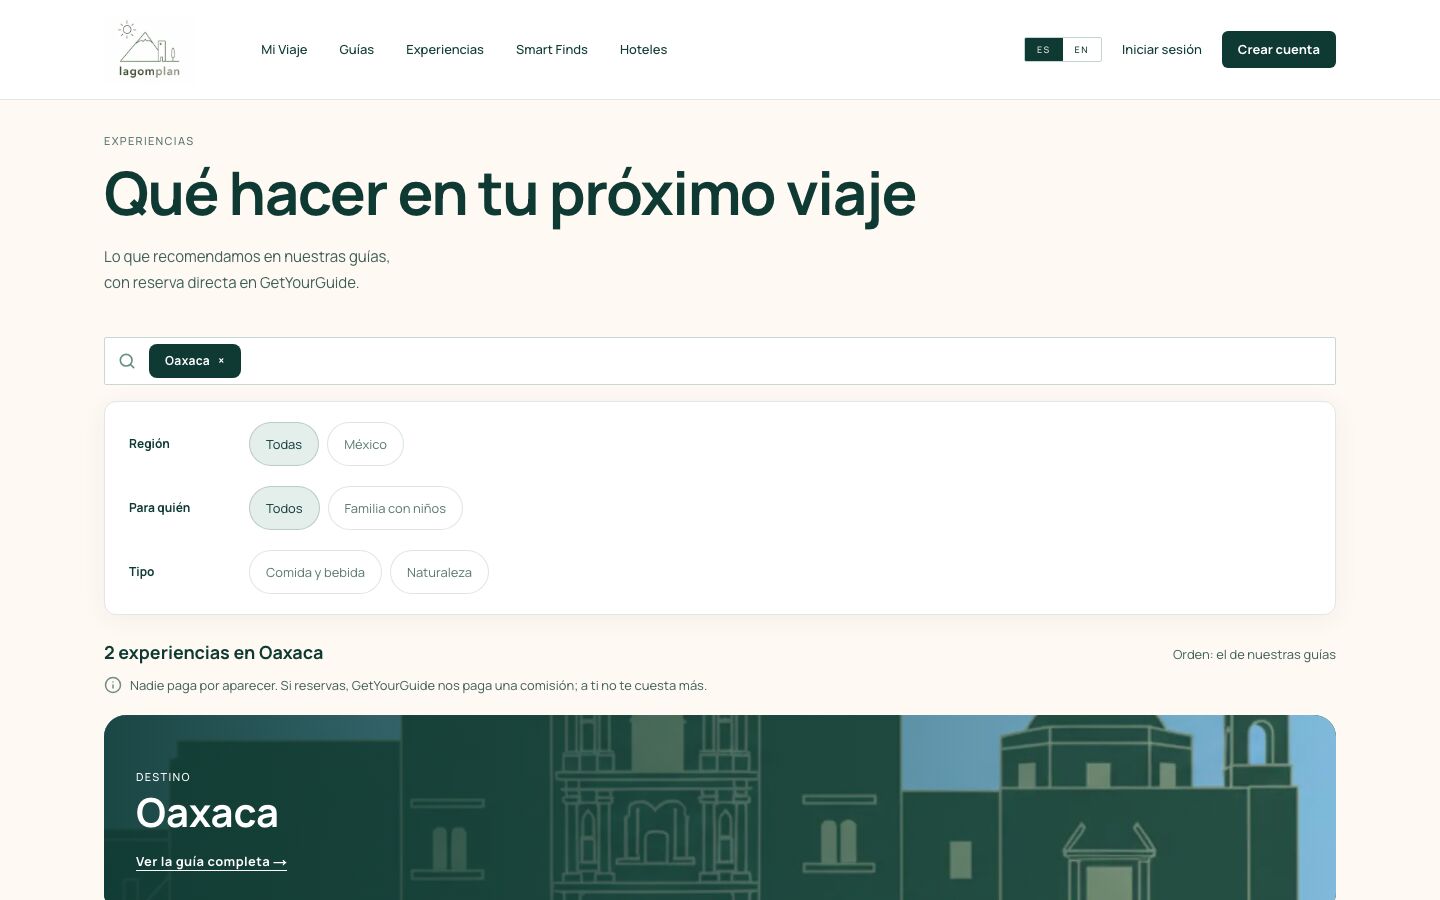 lagomplan
Mi Viaje
Guías
Experiencias
Smart Finds
Hoteles
ES
EN
Iniciar sesión
Crear cuenta
EXPERIENCIAS
Qué hacer en tu próximo viaje
Lo que recomendamos en nuestras guías,
con reserva directa en GetYourGuide.
Oaxaca ×
Región
Todas
México
Para quién
Todos
Familia con niños
Tipo
Comida y bebida
Naturaleza
2 experiencias en Oaxaca
Orden: el de nuestras guías
Nadie paga por aparecer. Si reservas, GetYourGuide nos paga una comisión; a ti no te cuesta más.
DESTINO
Oaxaca
Ver la guía completa →